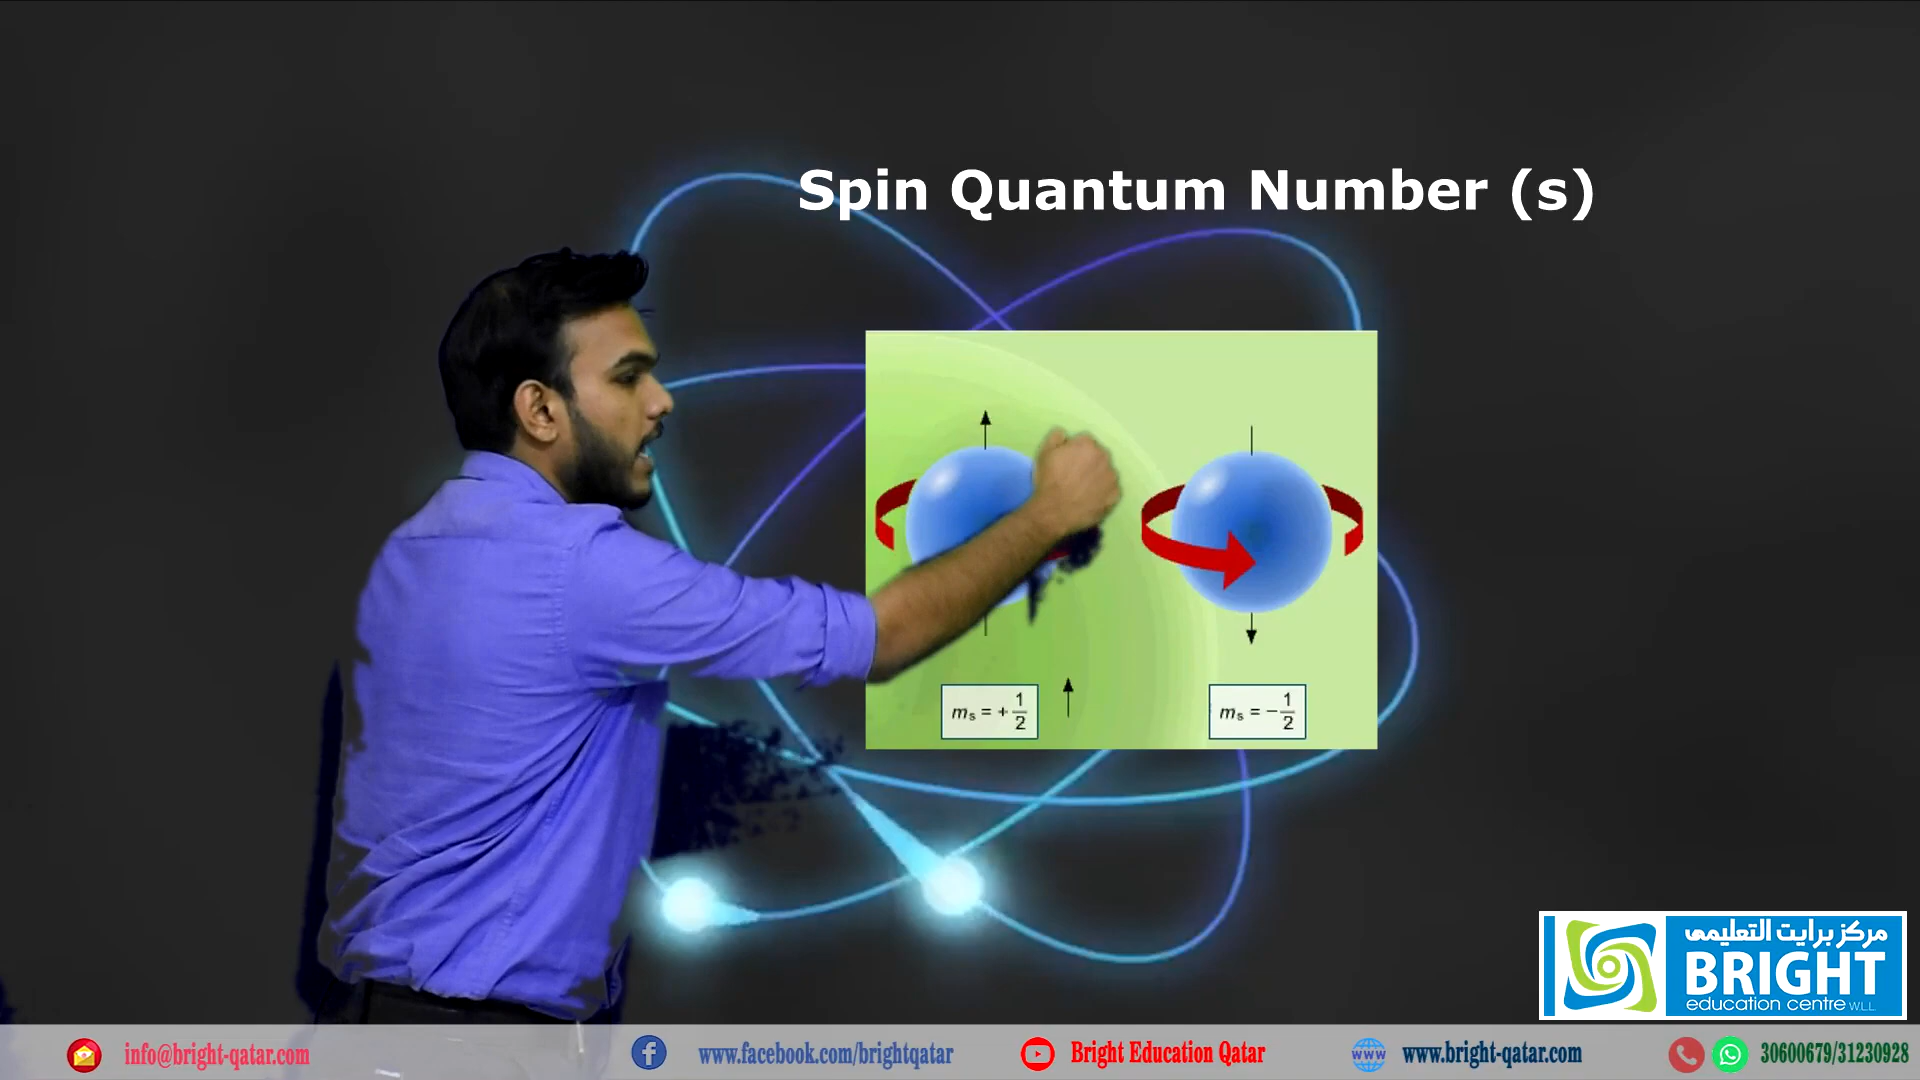 Spin Quantum Number (s)
mₛ = + 1/2
mₛ = − 1/2
مركز برايت التعليمي
BRIGHT
education centre W.L.L
info@bright-qatar.com
www.facebook.com/brightqatar
Bright Education Qatar
www
www.bright-qatar.com
30600679/31230928